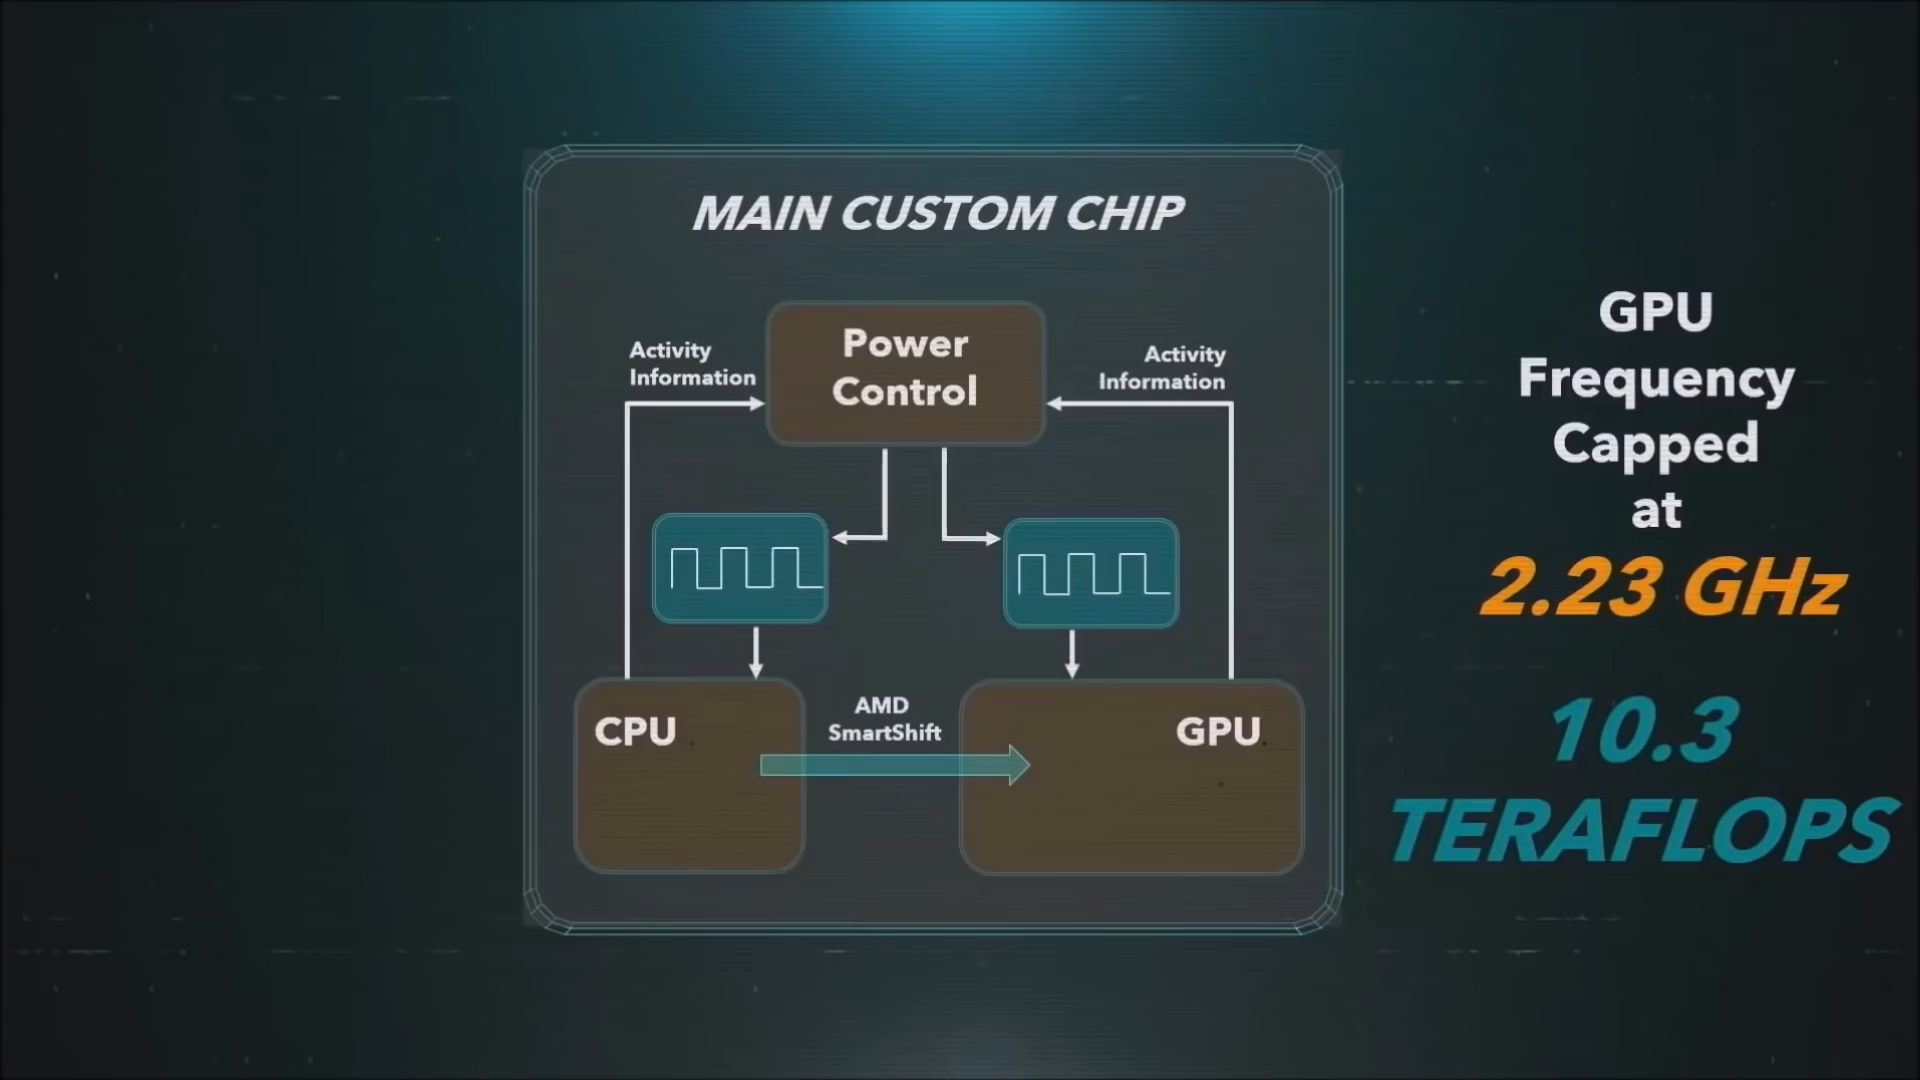 MAIN CUSTOM CHIP
Power
Control
Activity
Information
Activity
Information
CPU
AMD
SmartShift
GPU
GPU
Frequency
Capped
at
2.23 GHz
10.3
TERAFLOPS